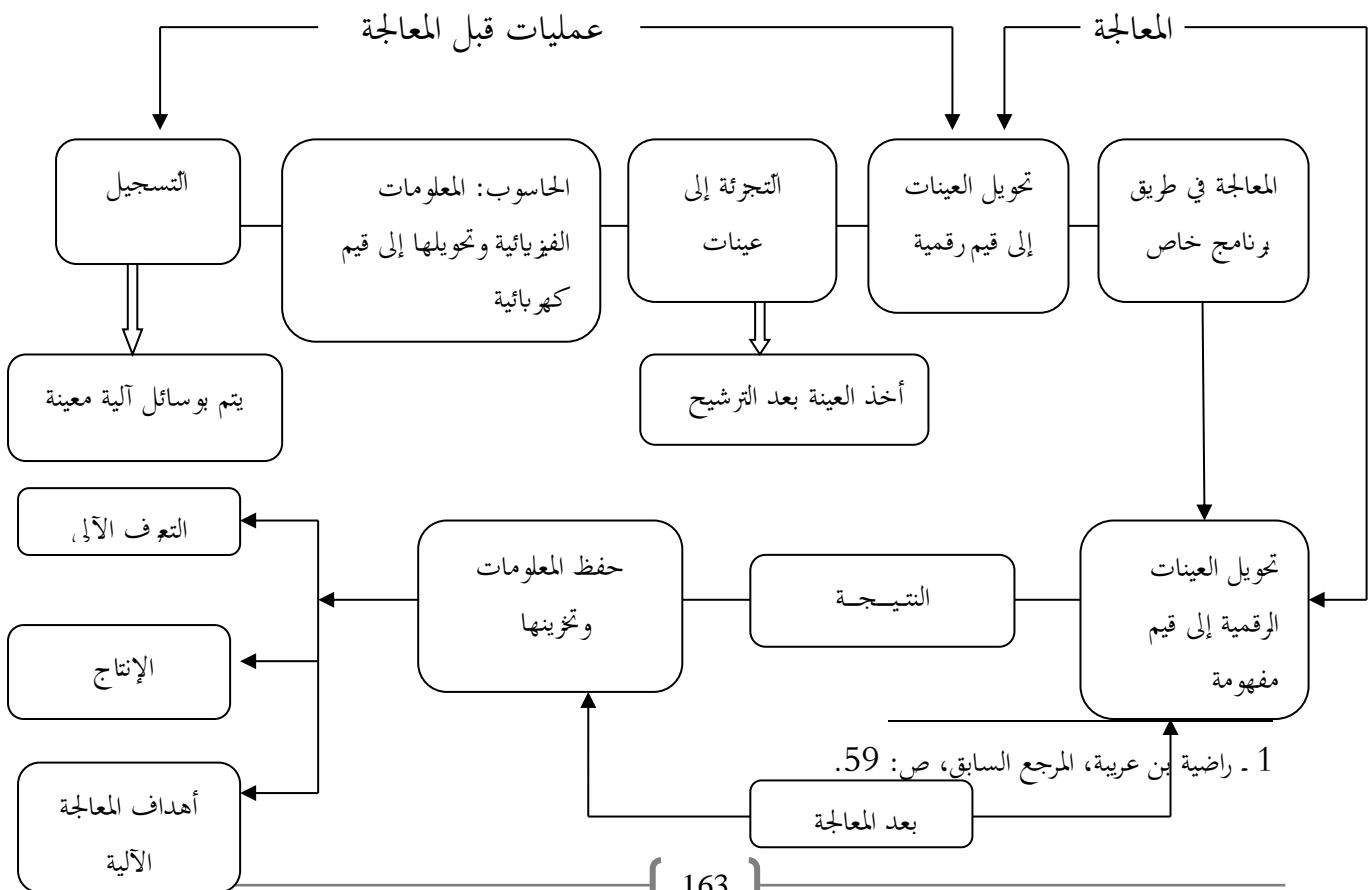 عمليات قبل المعالجة
المعالجة
التسجيل
الحاسوب: المعلومات
الفيزيائية وتحويلها إلى قيم
كهربائية
التجزئة إلى
عينات
تحويل العينات
إلى قيم رقمية
المعالجة في طريق
برنامج خاص
يتم بوسائل آلية معينة
أخذ العينة بعد الترشيح
التعرف الآلي
الإنتاج
أهداف المعالجة
الآلية
حفظ المعلومات
وتخزينها
النتيـــجــة
تحويل العينات
الرقمية إلى قيم
مفهومة
بعد المعالجة
1 ـ راضية بن عريبة، المرجع السابق، ص: 59.
163